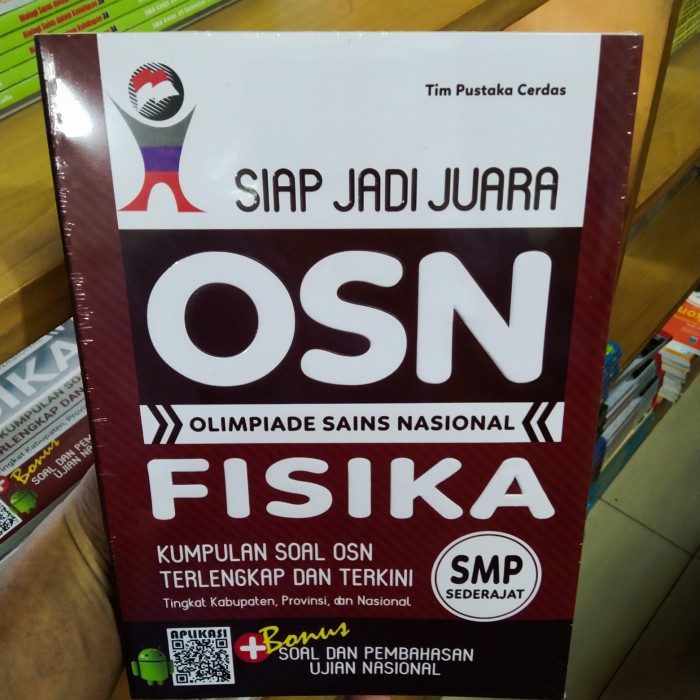 Tim Pustaka Cerdas
SIAP JADI JUARA
OSN
OLIMPIADE SAINS NASIONAL
FISIKA
KUMPULAN SOAL OSN
TERLENGKAP DAN TERKINI
Tingkat Kabupaten, Provinsi, dan Nasional
SMP
SEDERAJAT
APLIKASI
+Bonus
SOAL DAN PEMBAHASAN
UJIAN NASIONAL